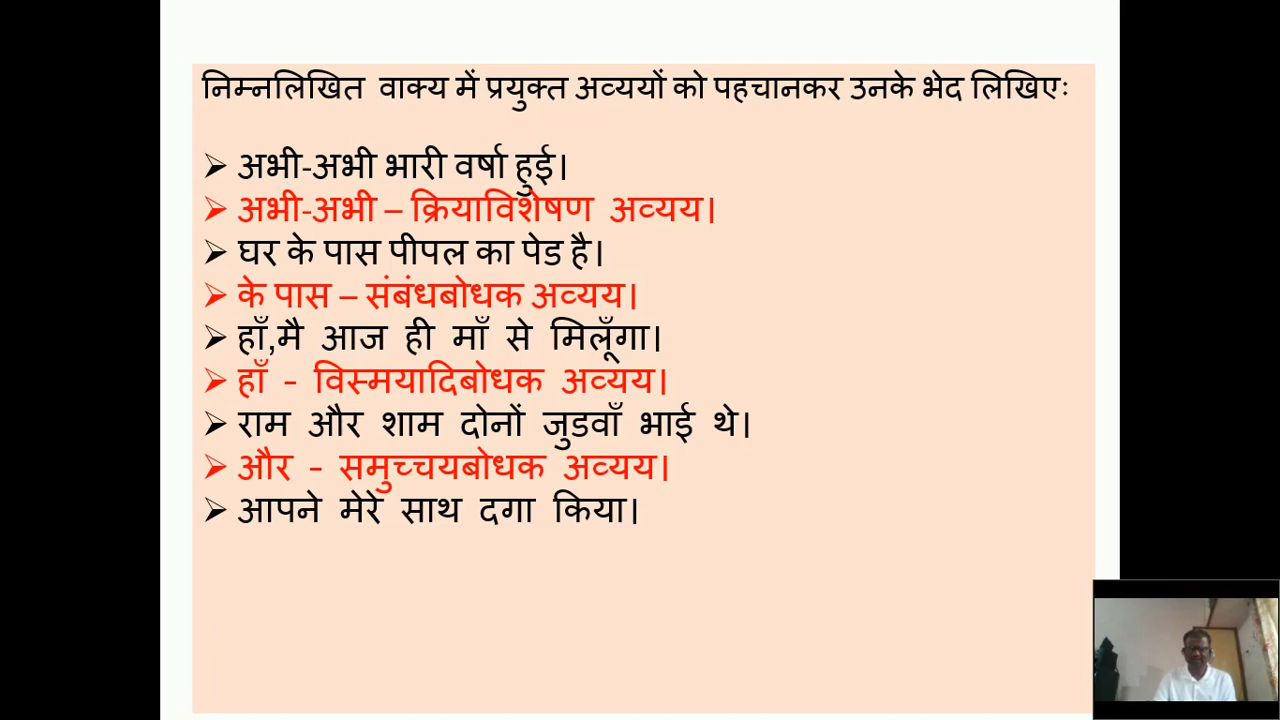 निम्नलिखित वाक्य में प्रयुक्त अव्ययों को पहचानकर उनके भेद लिखिएः
➢ अभी-अभी भारी वर्षा हुई।
➢ अभी-अभी – क्रियाविशेषण अव्यय।
➢ घर के पास पीपल का पेड है।
➢ के पास – संबंधबोधक अव्यय।
➢ हाँ,मै आज ही माँ से मिलूँगा।
➢ हाँ – विस्मयादिबोधक अव्यय।
➢ राम और शाम दोनों जुडवाँ भाई थे।
➢ और – समुच्चयबोधक अव्यय।
➢ आपने मेरे साथ दगा किया।